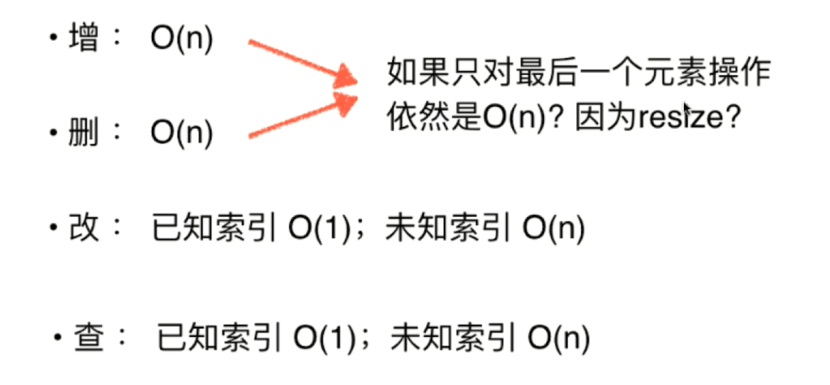 • 增： O(n)
如果只对最后一个元素操作
依然是O(n)? 因为resize?
• 删： O(n)
• 改： 已知索引 O(1)；未知索引 O(n)
• 查： 已知索引 O(1)；未知索引 O(n)